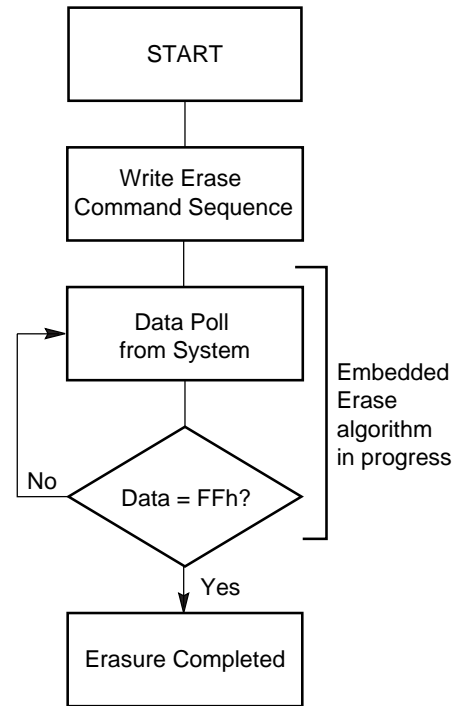 START
Write Erase
Command Sequence
Data Poll
from System
Embedded
Erase
algorithm
in progress
No
Data = FFh?
Yes
Erasure Completed